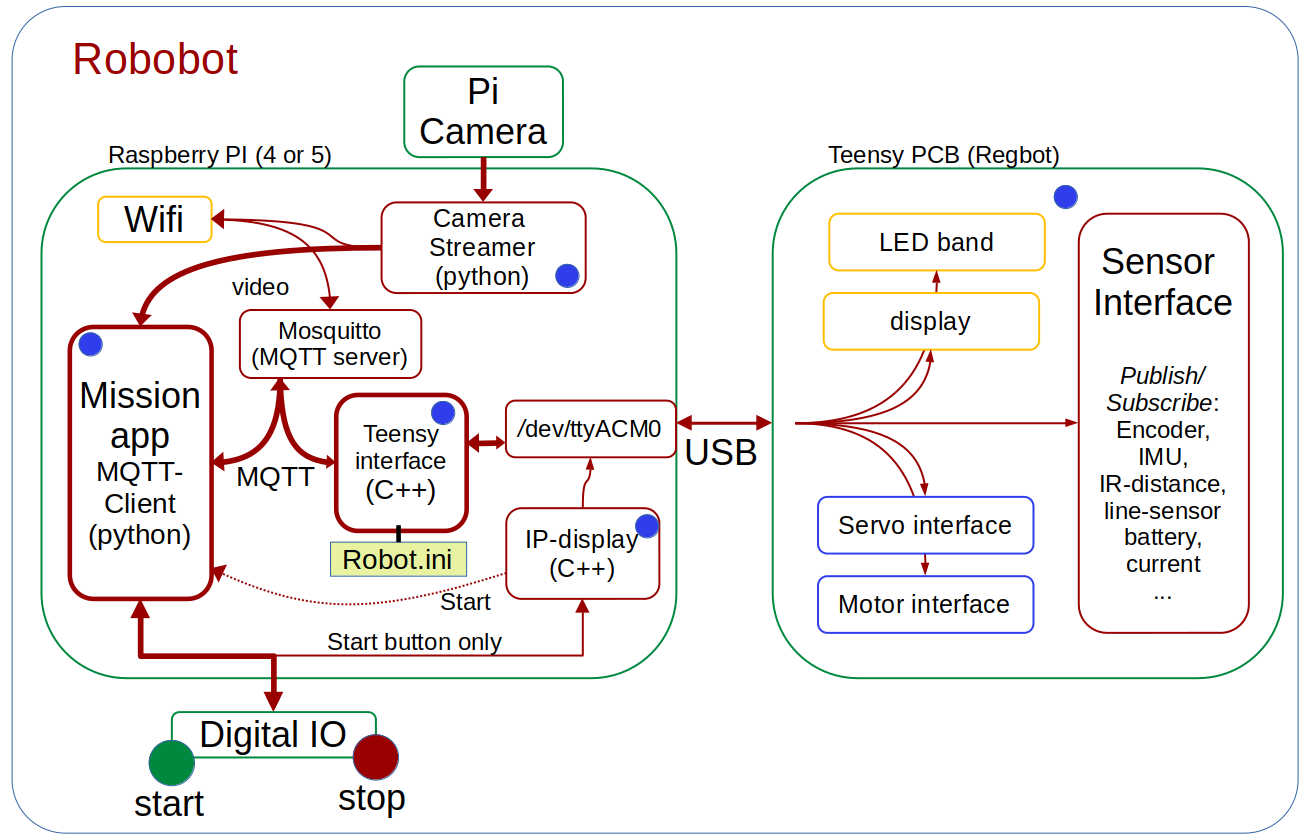 Robobot
Pi
Camera
Raspberry PI (4 or 5)
Teensy PCB (Regbot)
Wifi
Camera
Streamer
(python)
video
Mosquitto
(MQTT server)
Mission
app
MQTT-
Client
(python)
MQTT
Teensy
interface
(C++)
Robot.ini
/dev/ttyACM0
USB
IP-display
(C++)
Start
Start button only
Digital IO
start
stop
LED band
display
Servo interface
Motor interface
Sensor
Interface
Publish/
Subscribe:
Encoder,
IMU,
IR-distance,
line-sensor
battery,
current
...